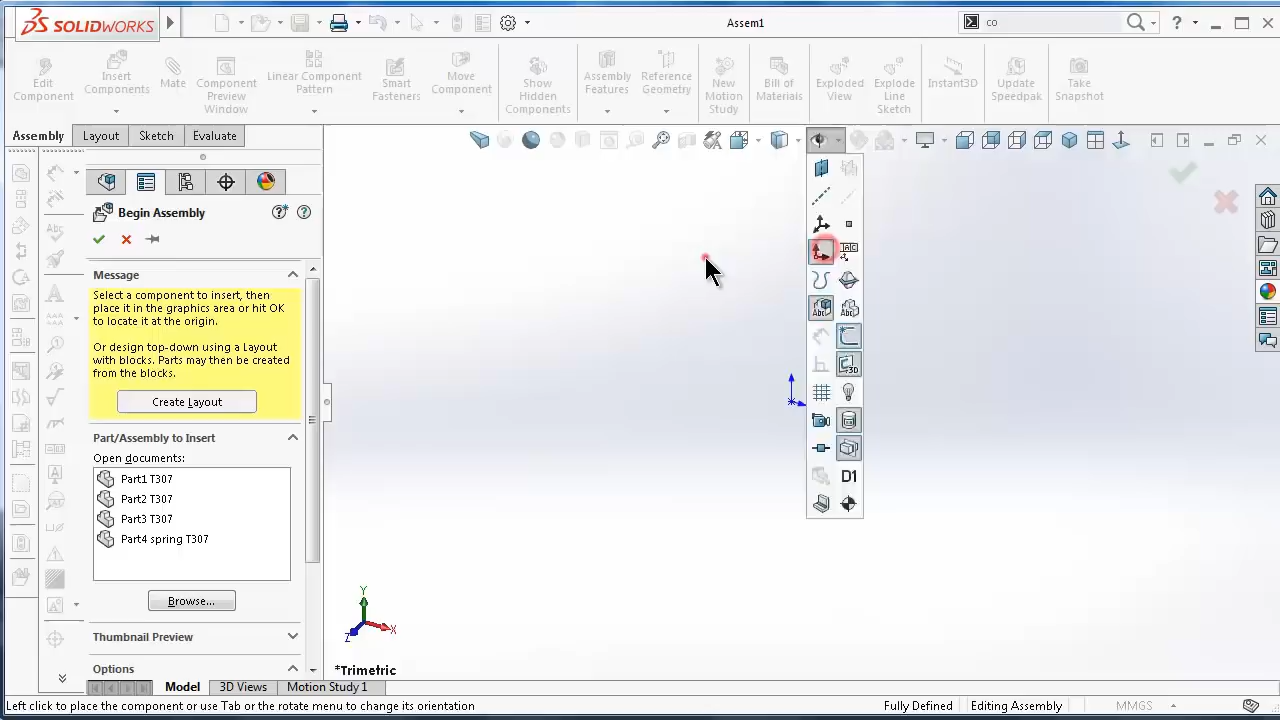 SOLIDWORKS
Assem1
co
Edit Component
Insert Components
Mate
Component Preview Window
Linear Component Pattern
Smart Fasteners
Move Component
Show Hidden Components
Assembly Features
Reference Geometry
New Motion Study
Bill of Materials
Exploded View
Explode Line Sketch
Instant3D
Update Speedpak
Take Snapshot
Assembly
Layout
Sketch
Evaluate
Begin Assembly
Message
Select a component to insert, then
place it in the graphics area or hit OK
to locate it at the origin.
Or design top-down using a Layout
with blocks. Parts may then be created
from the blocks.
Create Layout
Part/Assembly to Insert
Open documents:
Part1 T307
Part2 T307
Part3 T307
Part4 spring T307
Browse...
Thumbnail Preview
Options
D1
Y
X
Z
*Trimetric
Model
3D Views
Motion Study 1
Left click to place the component or use Tab or the rotate menu to change its orientation
Fully Defined
Editing Assembly
MMGS